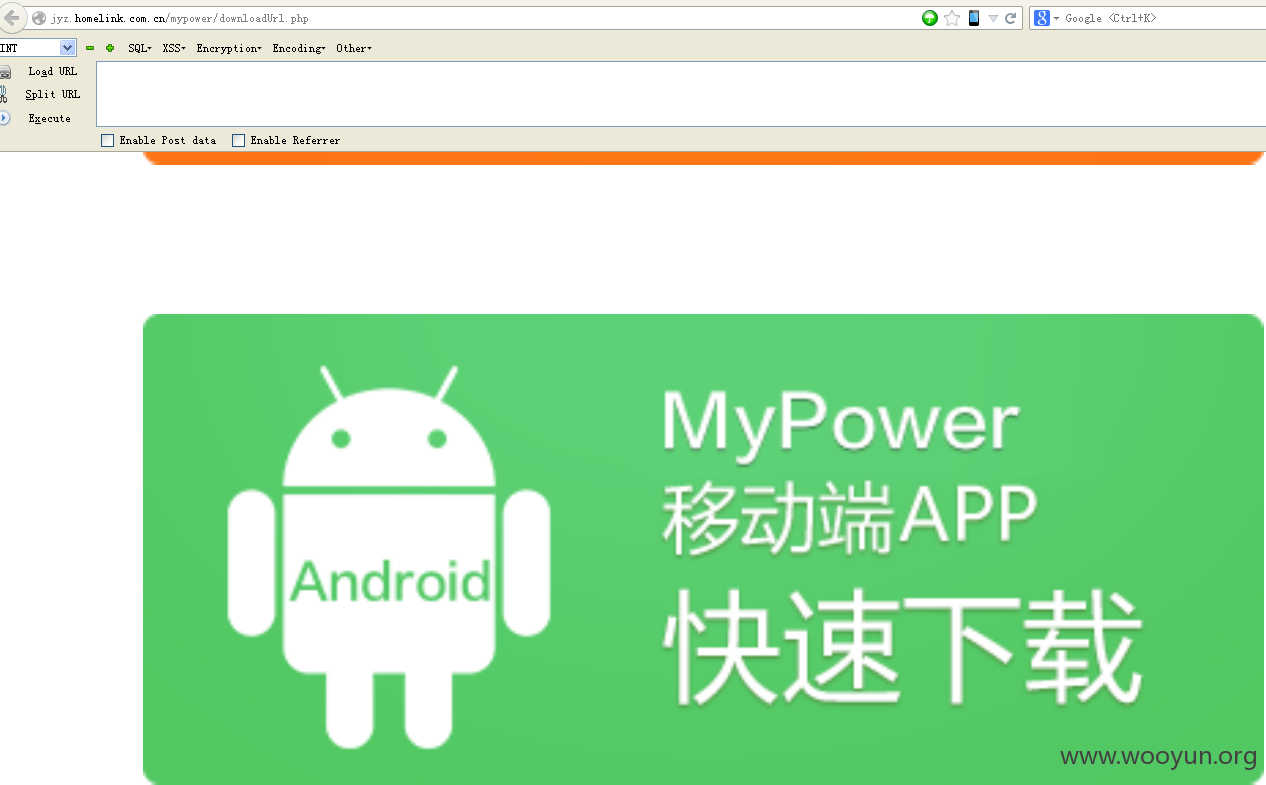 jyz.homelink.com.cn/mypower/downloadUrl.php
Google <Ctrl+K>
INT
SQL
XSS
Encryption
Encoding
Other
Load URL
Split URL
Execute
Enable Post data
Enable Referrer
Android
MyPower
移动端APP
快速下载
www.wooyun.org